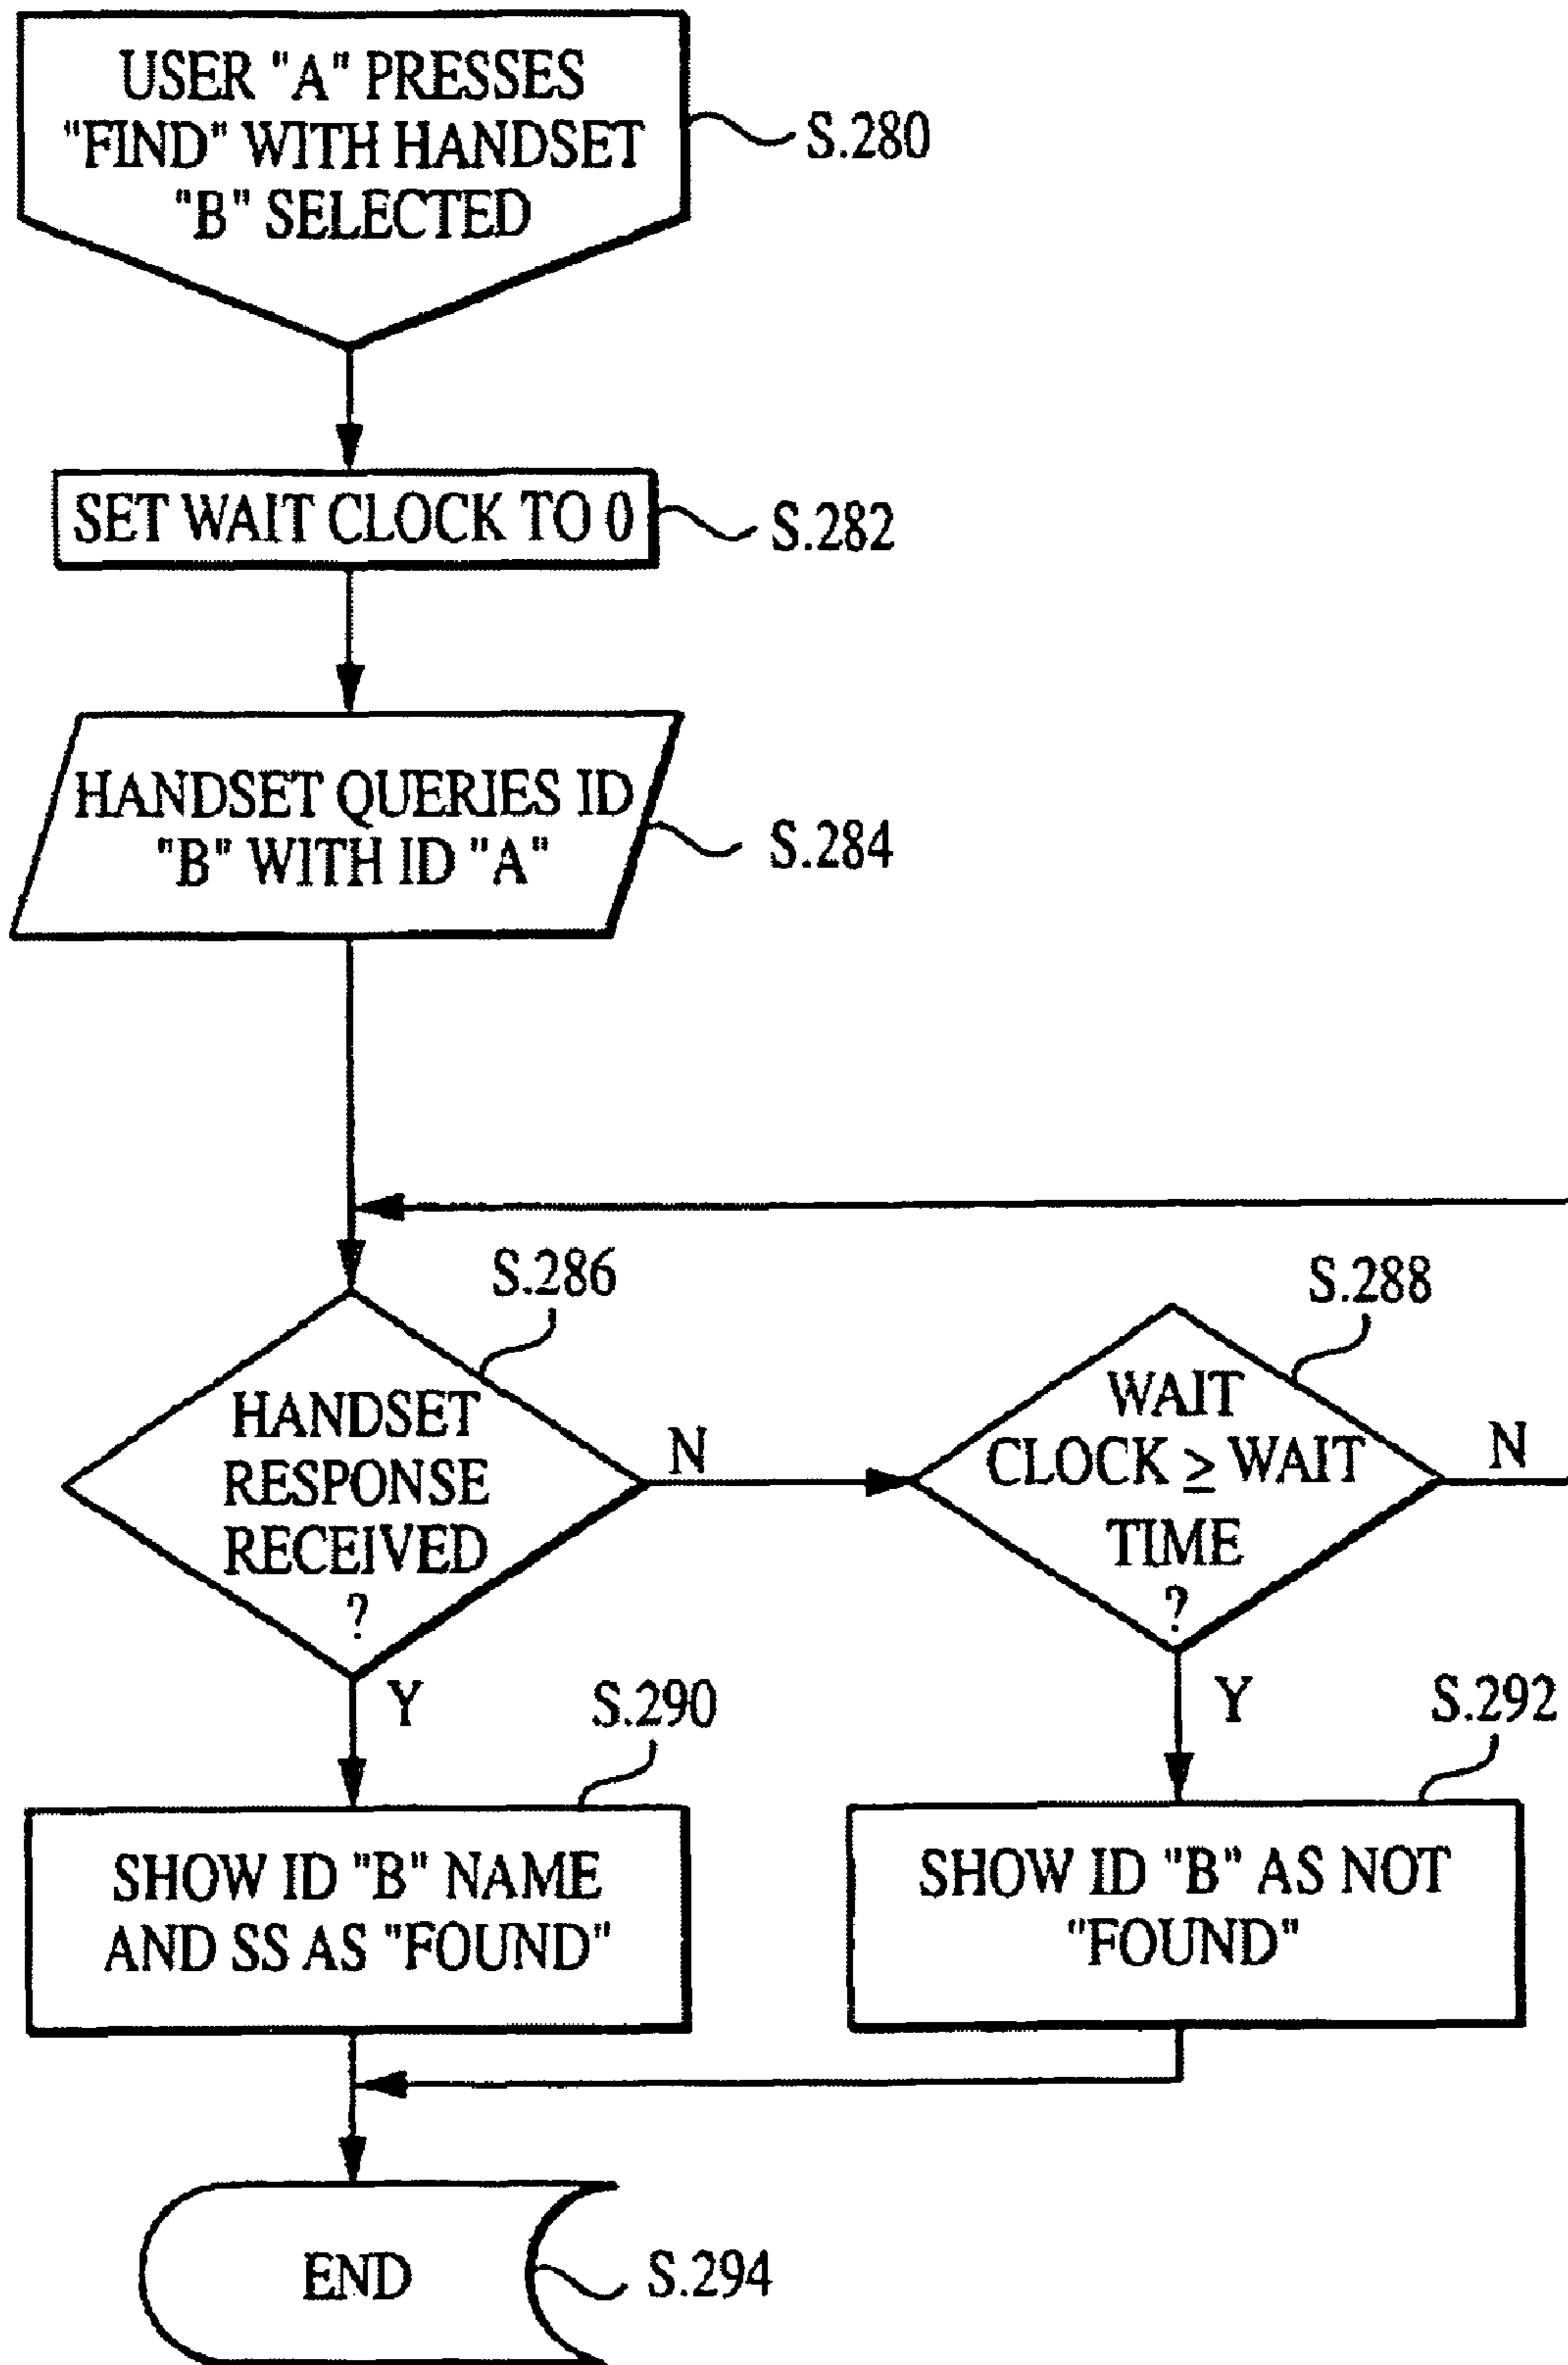 USER "A" PRESSES
"FIND" WITH HANDSET
"B" SELECTED
S.280
SET WAIT CLOCK TO 0
S.282
HANDSET QUERIES ID
"B" WITH ID "A"
S.284
S.286
HANDSET
RESPONSE
RECEIVED
?
N
Y
S.288
WAIT
CLOCK ≥ WAIT
TIME
?
N
Y
S.290
SHOW ID "B" NAME
AND SS AS "FOUND"
S.292
SHOW ID "B" AS NOT
"FOUND"
END
S.294